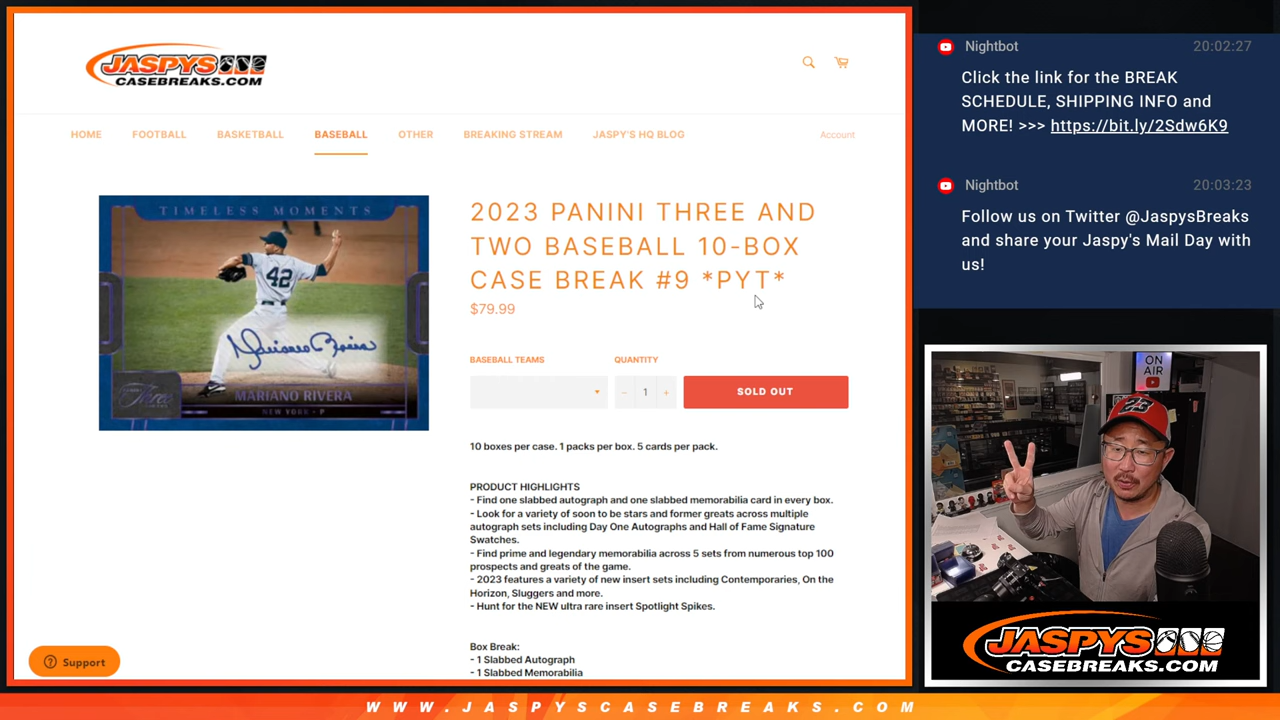 JASPYS
CASEBREAKS.COM
HOME FOOTBALL BASKETBALL BASEBALL OTHER BREAKING STREAM JASPY'S HQ BLOG Account
TIMELESS MOMENTS
42
Mariano Rivera
Three
MARIANO RIVERA
NEW YORK • P
2023 PANINI THREE AND
TWO BASEBALL 10-BOX
CASE BREAK #9 *PYT*
$79.99
BASEBALL TEAMS QUANTITY
− 1 + SOLD OUT
10 boxes per case. 1 packs per box. 5 cards per pack.
PRODUCT HIGHLIGHTS
- Find one slabbed autograph and one slabbed memorabilia card in every box.
- Look for a variety of soon to be stars and former greats across multiple
autograph sets including Day One Autographs and Hall of Fame Signature
Swatches.
- Find prime and legendary memorabilia across 5 sets from numerous top 100
prospects and greats of the game.
- 2023 features a variety of new insert sets including Contemporaries, On the
Horizon, Sluggers and more.
- Hunt for the NEW ultra rare insert Spotlight Spikes.
Box Break:
- 1 Slabbed Autograph
- 1 Slabbed Memorabilia
Support
Nightbot 20:02:27
Click the link for the BREAK
SCHEDULE, SHIPPING INFO and
MORE! >>> https://bit.ly/2Sdw6K9
Nightbot 20:03:23
Follow us on Twitter @JaspysBreaks
and share your Jaspy's Mail Day with
us!
ON
AIR
23
JASPYS
CASEBREAKS.COM
WWW.JASPYSCASEBREAKS.COM